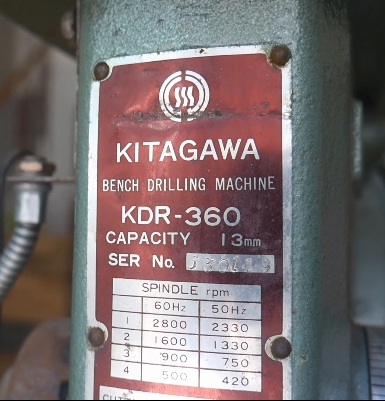 KITAGAWA
BENCH DRILLING MACHINE
KDR-360
CAPACITY 13mm
SER No.
SPINDLE rpm
60Hz 50Hz
1 2800 2330
2 1600 1330
3 900 750
4 500 420